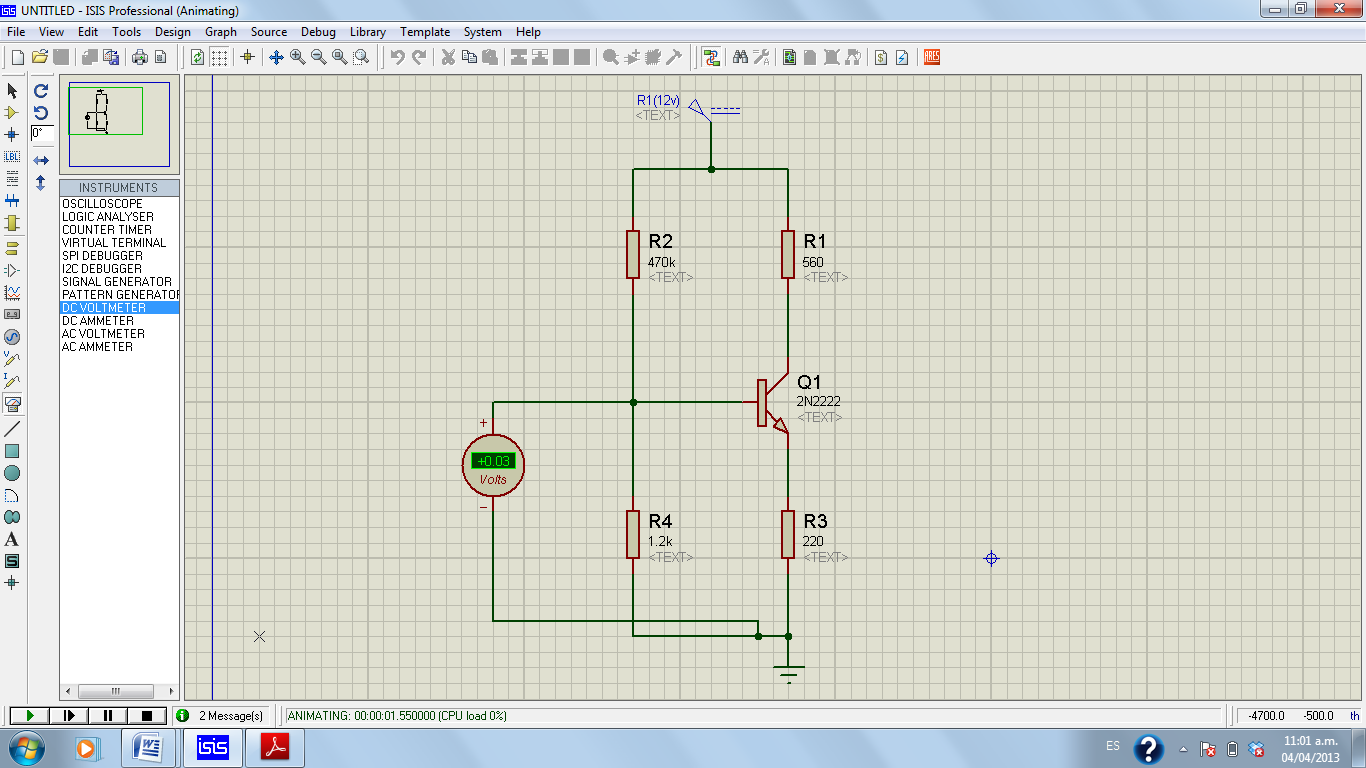 UNTITLED - ISIS Professional (Animating)
File View Edit Tools Design Graph Source Debug Library Template System Help
ARES
0°
LBL
INSTRUMENTS
OSCILLOSCOPE
LOGIC ANALYSER
COUNTER TIMER
VIRTUAL TERMINAL
SPI DEBUGGER
I2C DEBUGGER
SIGNAL GENERATOR
PATTERN GENERATOR
DC VOLTMETER
DC AMMETER
AC VOLTMETER
AC AMMETER
R1(12v)
<TEXT>
R2
470k
<TEXT>
R1
560
<TEXT>
Q1
2N2222
<TEXT>
+
+0.03
Volts
−
R4
1.2k
<TEXT>
R3
220
<TEXT>
2 Message(s)
ANIMATING: 00:00:01.550000 (CPU load 0%)
-4700.0 -500.0 th
isis
ES
11:01 a.m.
04/04/2013